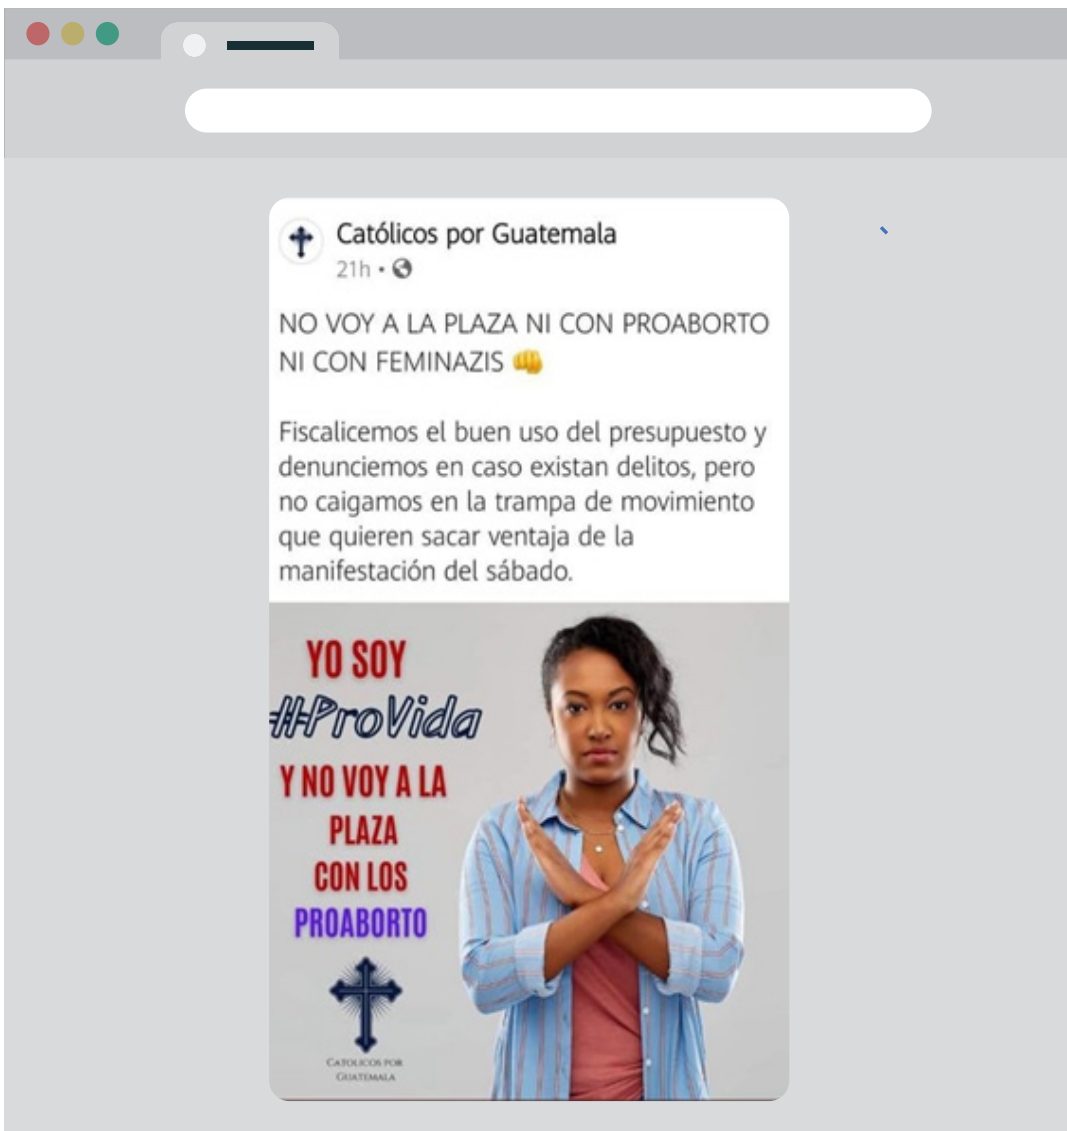 Católicos por Guatemala
21h •
NO VOY A LA PLAZA NI CON PROABORTO
NI CON FEMINAZIS 👊
Fiscalicemos el buen uso del presupuesto y
denunciemos en caso existan delitos, pero
no caigamos en la trampa de movimiento
que quieren sacar ventaja de la
manifestación del sábado.
YO SOY
#ProVida
Y NO VOY A LA
PLAZA
CON LOS
PROABORTO
CATOLICOS POR
GUATEMALA